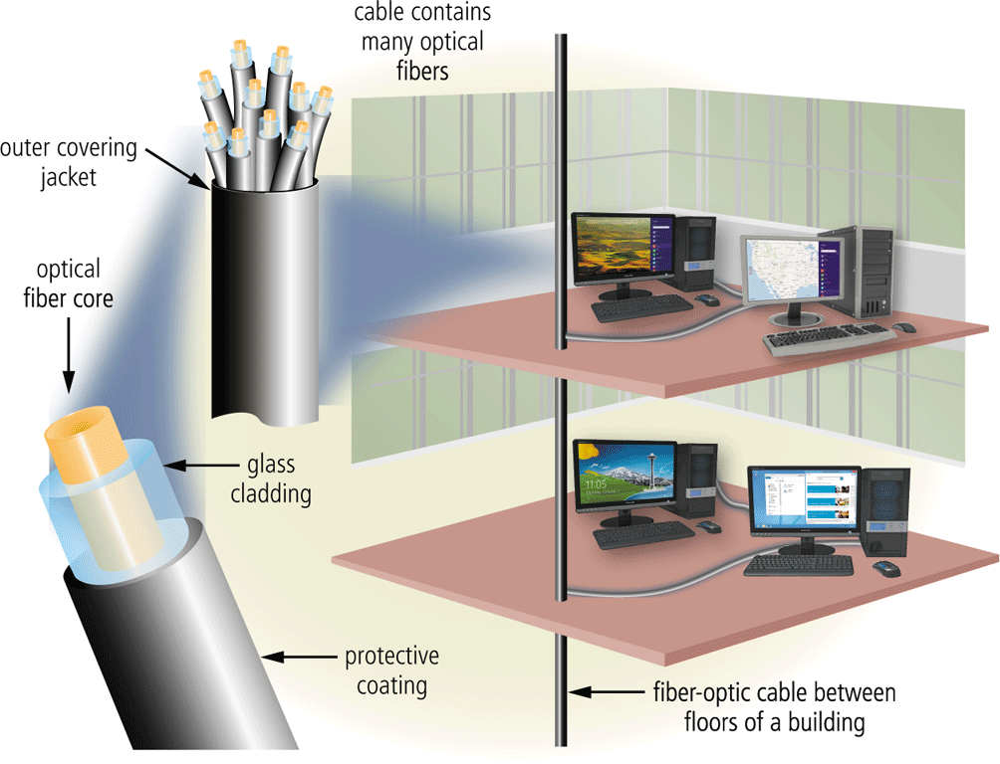 cable contains
many optical
fibers
outer covering
jacket
optical
fiber core
glass
cladding
11:05
protective
coating
fiber-optic cable between
floors of a building